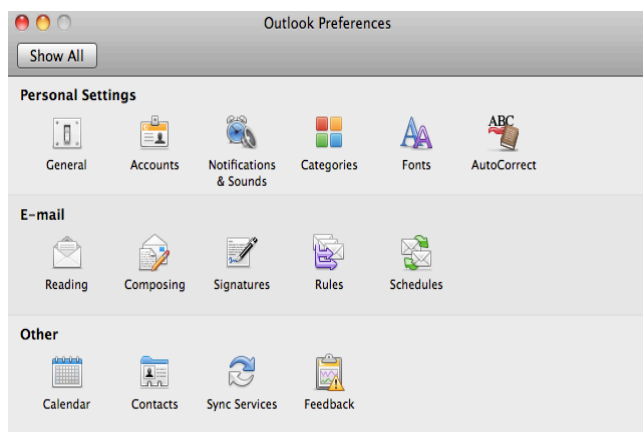 Outlook Preferences
Show All
Personal Settings
General
Accounts
Notifications
& Sounds
Categories
Fonts
ABC
AutoCorrect
E-mail
Reading
Composing
Signatures
Rules
Schedules
Other
Calendar
Contacts
Sync Services
Feedback